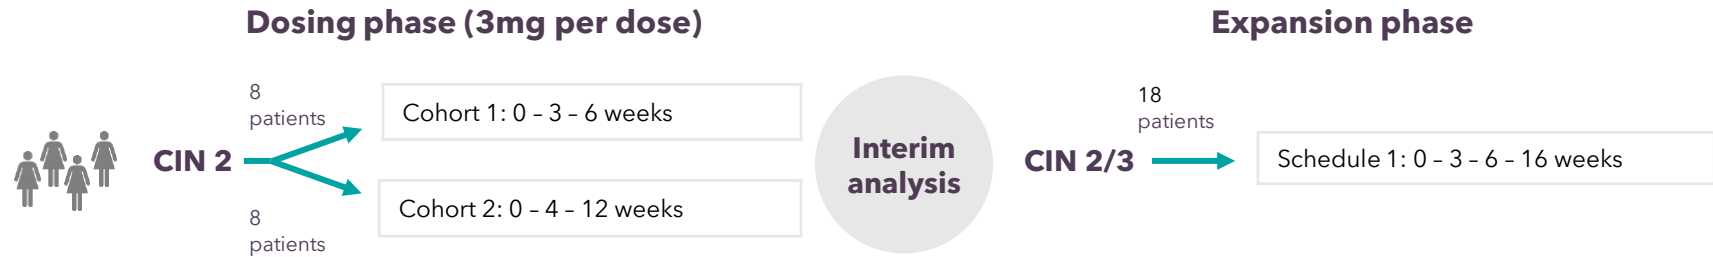 Dosing phase (3mg per dose)
Expansion phase
8
patients
Cohort 1: 0 – 3 – 6 weeks
CIN 2
8
patients
Cohort 2: 0 – 4 – 12 weeks
Interim
analysis
CIN 2/3
18
patients
Schedule 1: 0 – 3 – 6 – 16 weeks